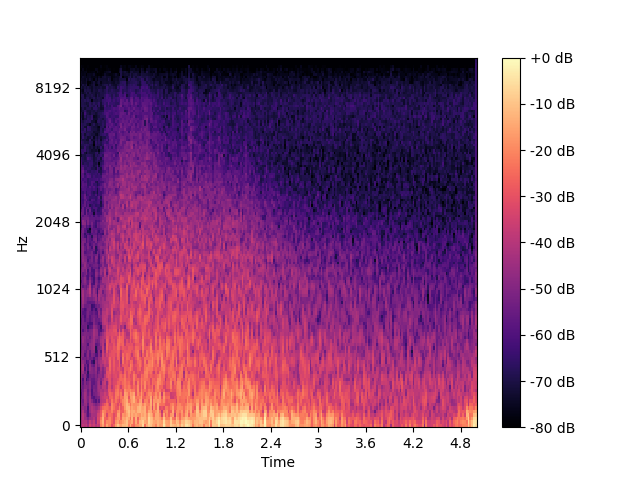 8192
4096
2048
1024
512
0
Hz
0 0.6 1.2 1.8 2.4 3 3.6 4.2 4.8
Time
+0 dB
-10 dB
-20 dB
-30 dB
-40 dB
-50 dB
-60 dB
-70 dB
-80 dB